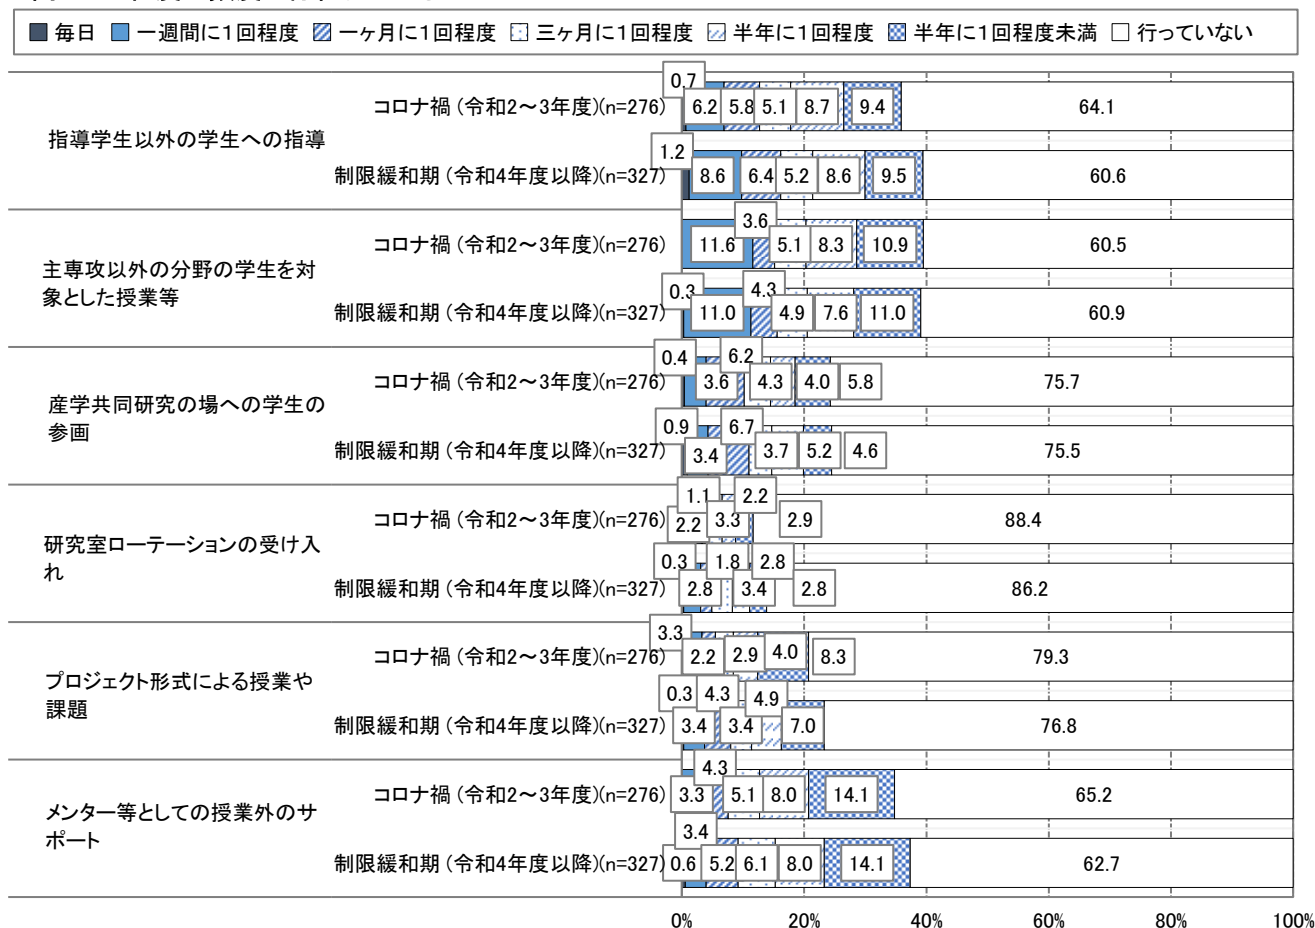 毎日 一週間に1回程度 一ヶ月に1回程度 三ヶ月に1回程度 半年に1回程度 半年に1回程度未満 行っていない
指導学生以外の学生への指導
コロナ禍(令和2～3年度)(n=276) 0.7 6.2 5.8 5.1 8.7 9.4 64.1
制限緩和期(令和4年度以降)(n=327) 1.2 8.6 6.4 5.2 8.6 9.5 60.6
主専攻以外の分野の学生を対
象とした授業等
コロナ禍(令和2～3年度)(n=276) 11.6 3.6 5.1 8.3 10.9 60.5
制限緩和期(令和4年度以降)(n=327) 0.3 11.0 4.3 4.9 7.6 11.0 60.9
産学共同研究の場への学生の
参画
コロナ禍(令和2～3年度)(n=276) 0.4 3.6 6.2 4.3 4.0 5.8 75.7
制限緩和期(令和4年度以降)(n=327) 0.9 3.4 6.7 3.7 5.2 4.6 75.5
研究室ローテーションの受け入
れ
コロナ禍(令和2～3年度)(n=276) 2.2 1.1 3.3 2.2 2.9 88.4
制限緩和期(令和4年度以降)(n=327) 0.3 2.8 1.8 3.4 2.8 2.8 86.2
プロジェクト形式による授業や
課題
コロナ禍(令和2～3年度)(n=276) 3.3 2.2 2.9 4.0 8.3 79.3
制限緩和期(令和4年度以降)(n=327) 0.3 3.4 4.3 3.4 4.9 7.0 76.8
メンター等としての授業外のサ
ポート
コロナ禍(令和2～3年度)(n=276) 3.3 4.3 5.1 8.0 14.1 65.2
制限緩和期(令和4年度以降)(n=327) 0.6 3.4 5.2 6.1 8.0 14.1 62.7
0% 20% 40% 60% 80% 100%